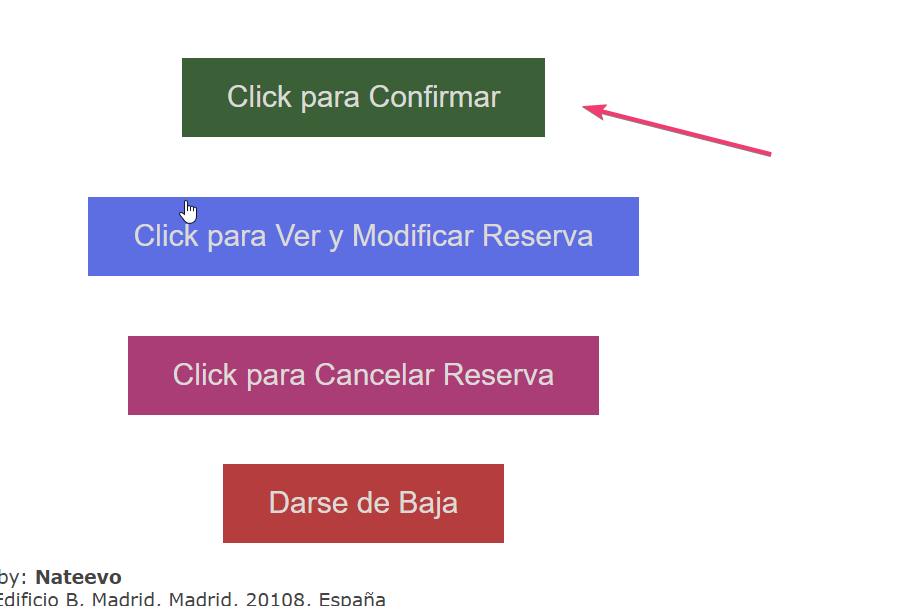 Click para Confirmar
Click para Ver y Modificar Reserva
Click para Cancelar Reserva
Darse de Baja
by: Nateevo
Edificio B, Madrid, Madrid, 20108, España